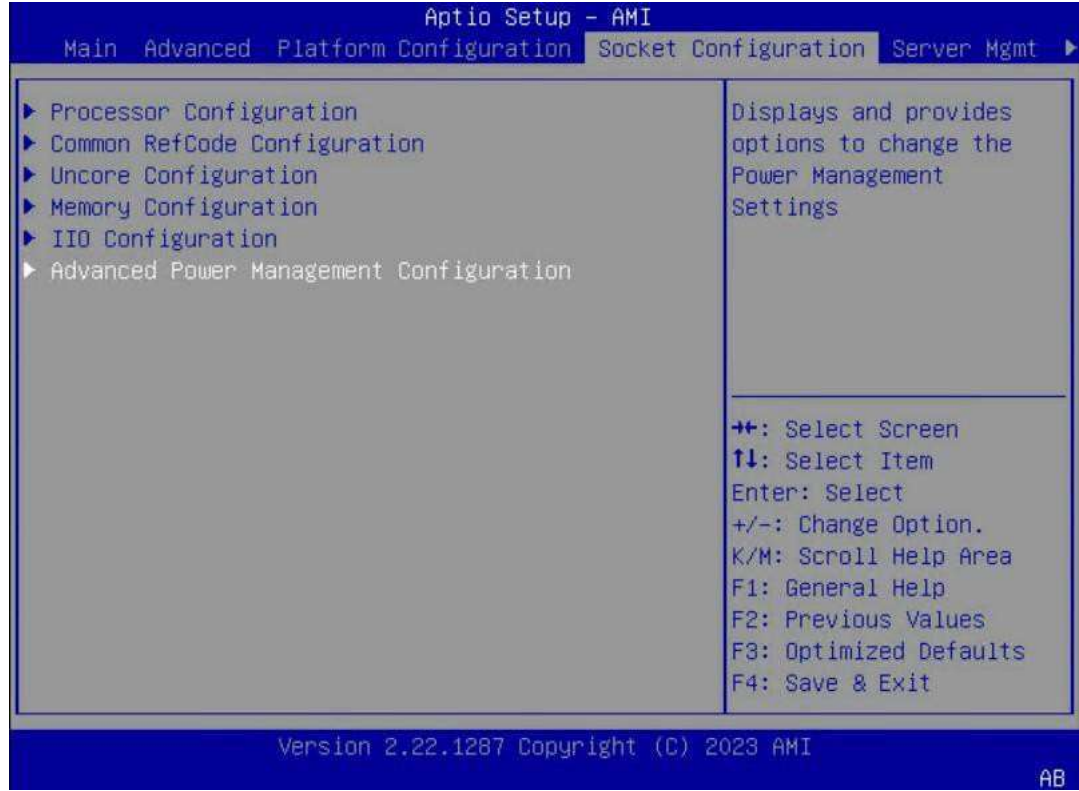 Aptio Setup – AMI
Main Advanced Platform Configuration Socket Configuration Server Mgmt ▶
▶ Processor Configuration
▶ Common RefCode Configuration
▶ Uncore Configuration
▶ Memory Configuration
▶ IIO Configuration
▶ Advanced Power Management Configuration
Displays and provides
options to change the
Power Management
Settings
→←: Select Screen
↑↓: Select Item
Enter: Select
+/-: Change Option.
K/M: Scroll Help Area
F1: General Help
F2: Previous Values
F3: Optimized Defaults
F4: Save & Exit
Version 2.22.1287 Copyright (C) 2023 AMI
AB